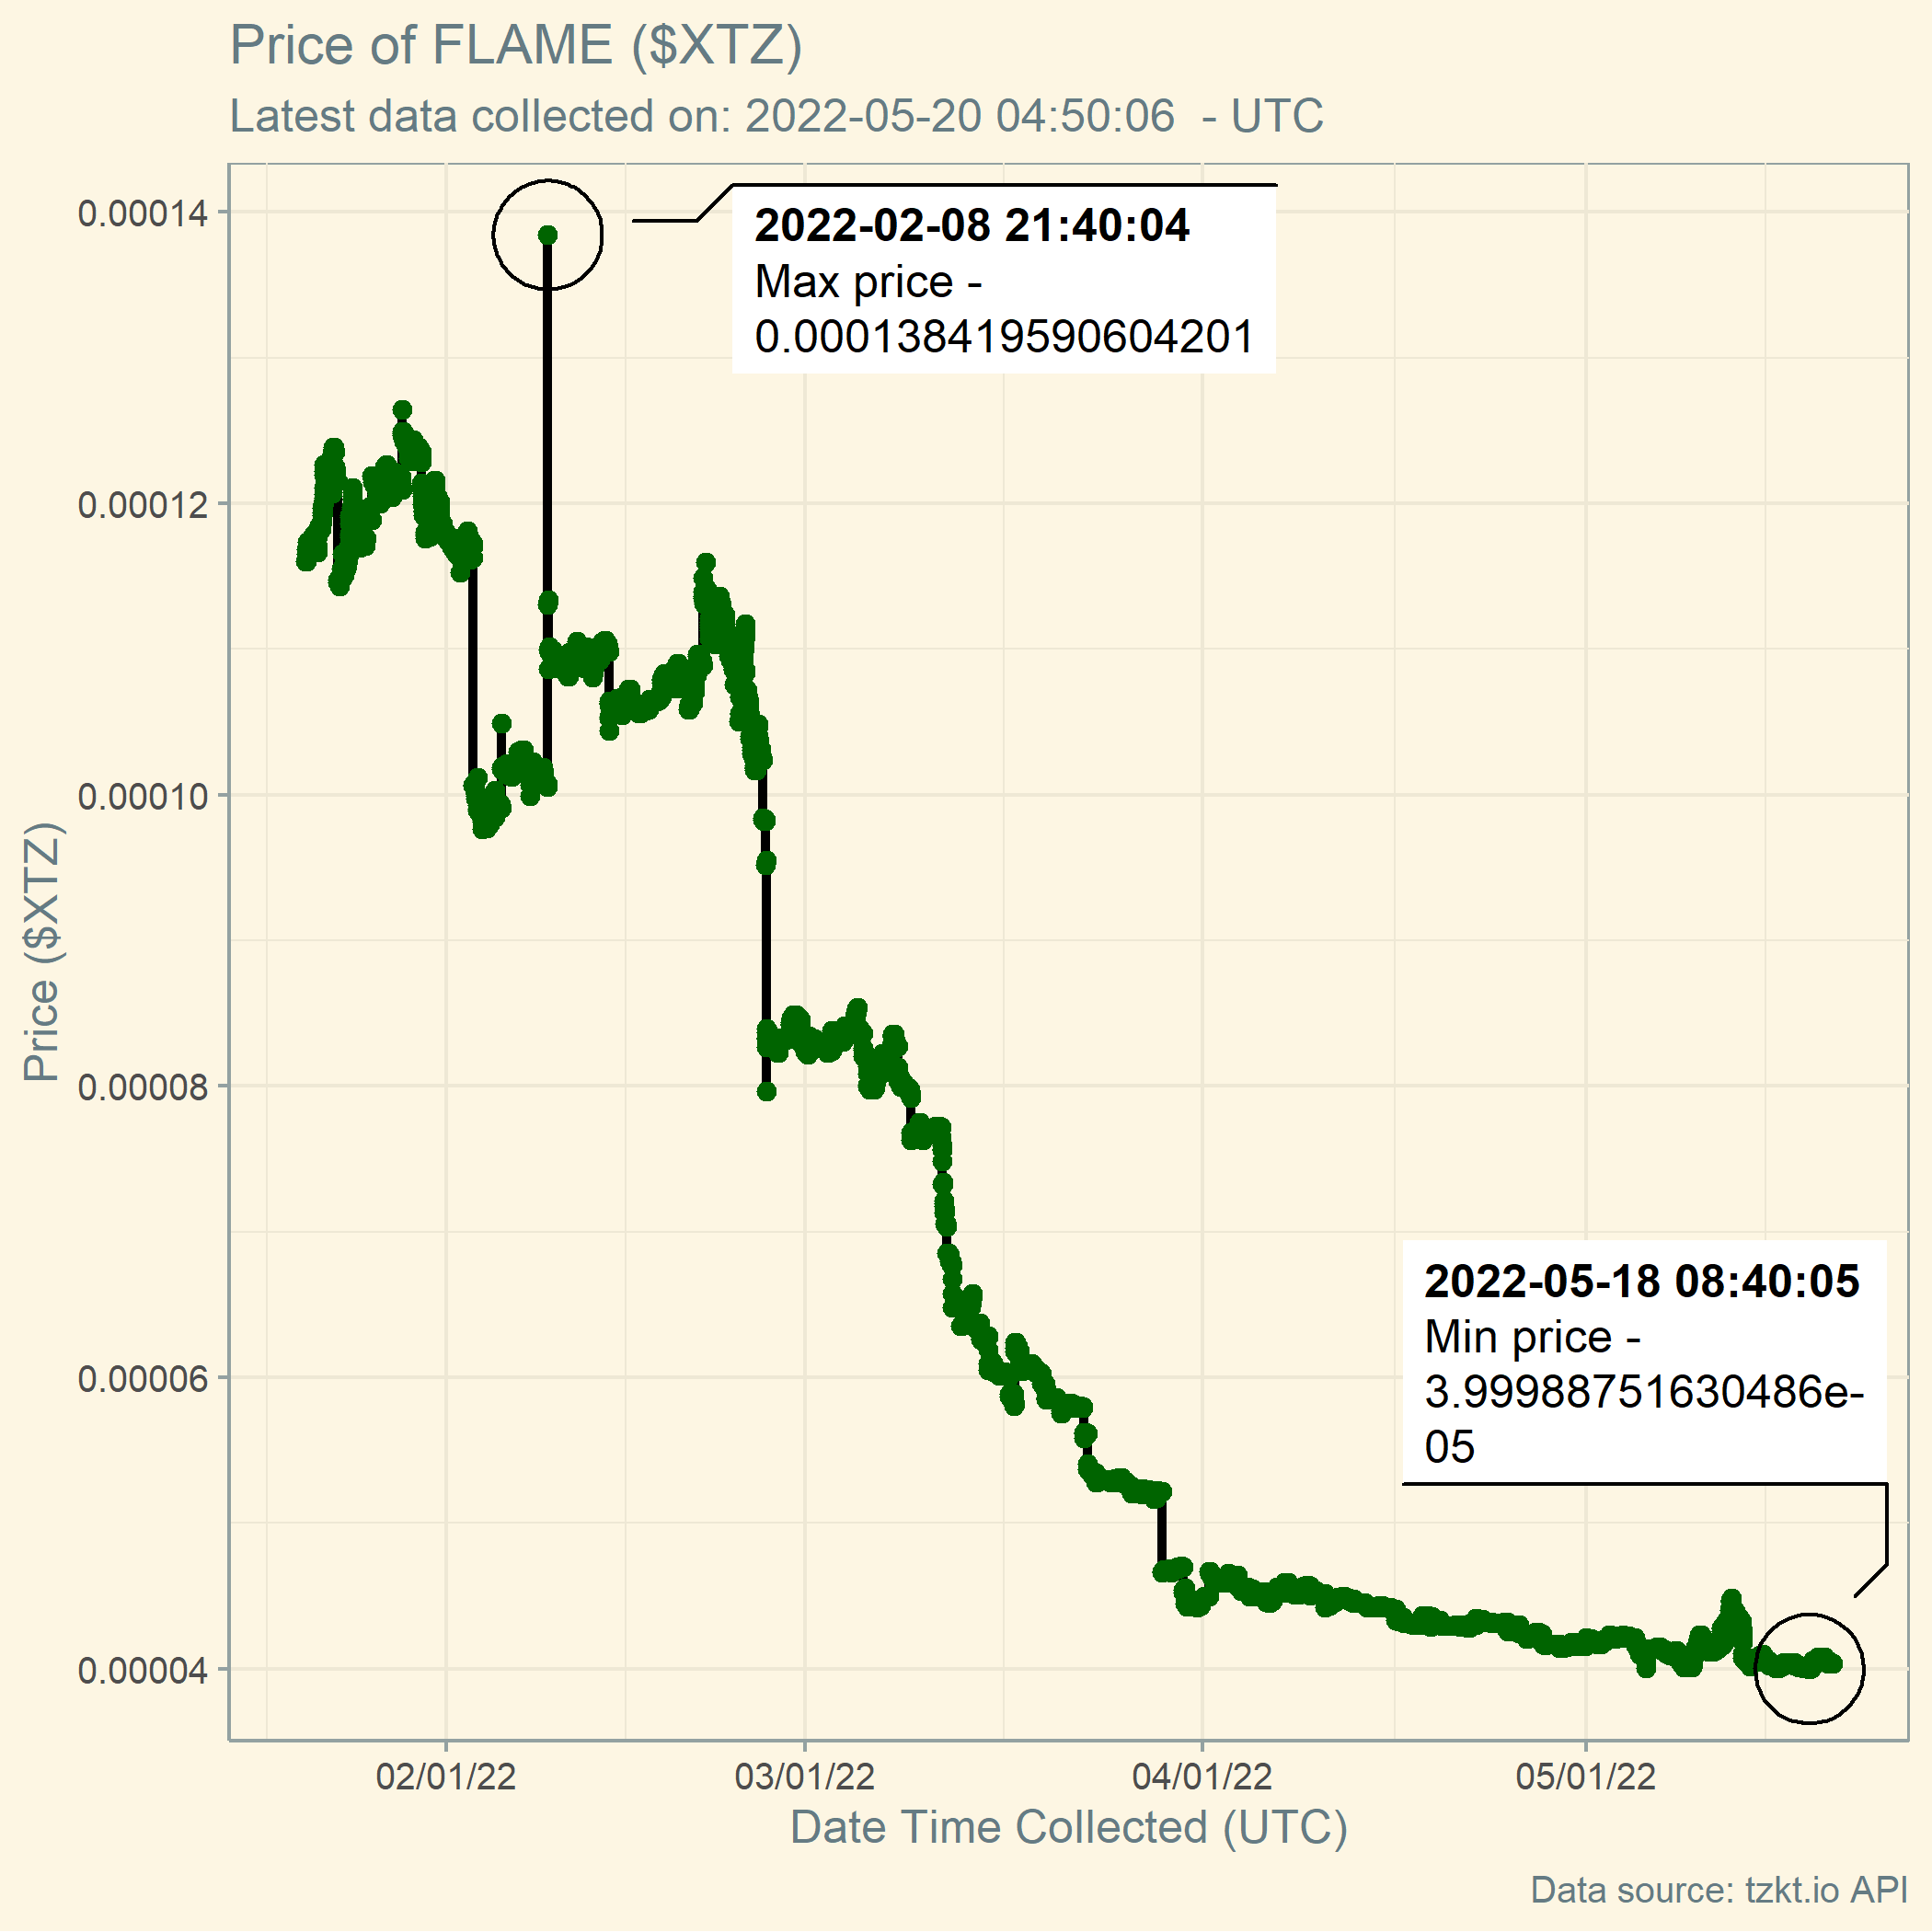 Price of FLAME ($XTZ)
Latest data collected on: 2022-05-20 04:50:06 - UTC
0.00014
0.00012
0.00010
0.00008
0.00006
0.00004
Price ($XTZ)
2022-02-08 21:40:04
Max price -
0.000138419590604201
2022-05-18 08:40:05
Min price -
3.99988751630486e-
05
02/01/22
03/01/22
04/01/22
05/01/22
Date Time Collected (UTC)
Data source: tzkt.io API